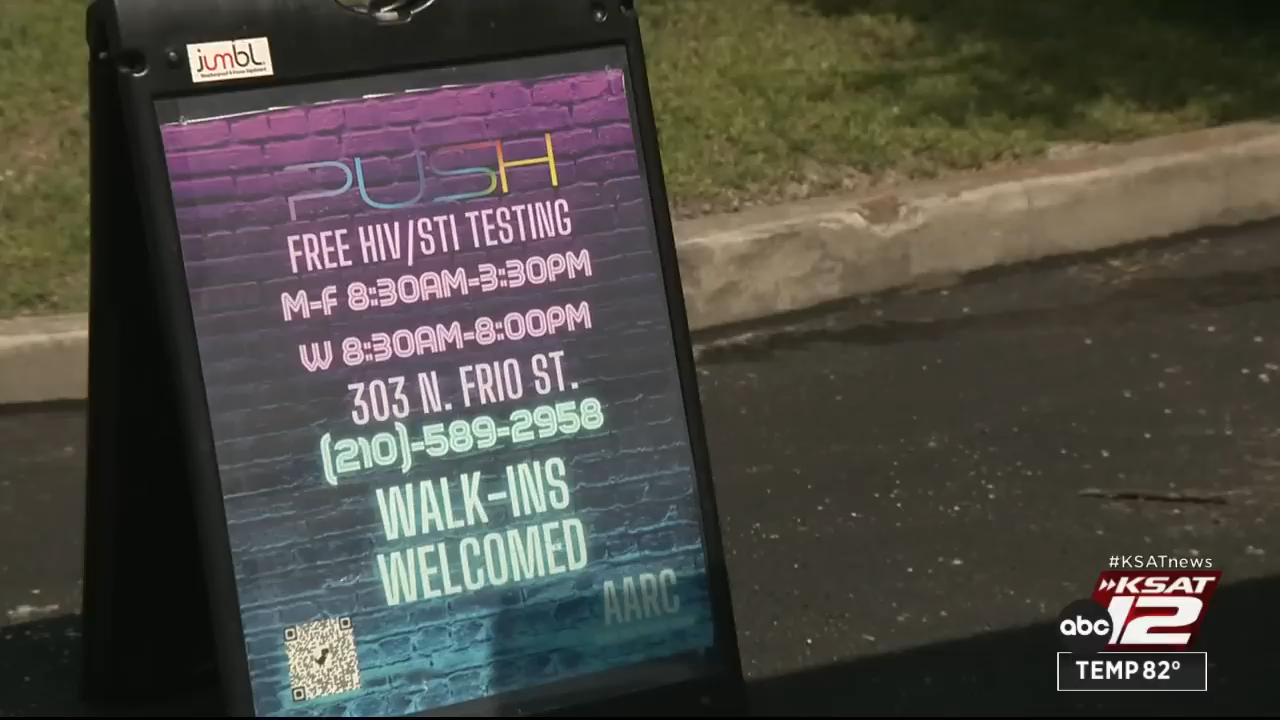 jumbl
PUSH
FREE HIV/STI TESTING
M-F 8:30AM-3:30PM
W 8:30AM-8:00PM
303 N. FRIO ST.
(210)-589-2958
WALK-INS
WELCOMED
AARC
#KSATnews
KSAT
abc 12
TEMP 82°